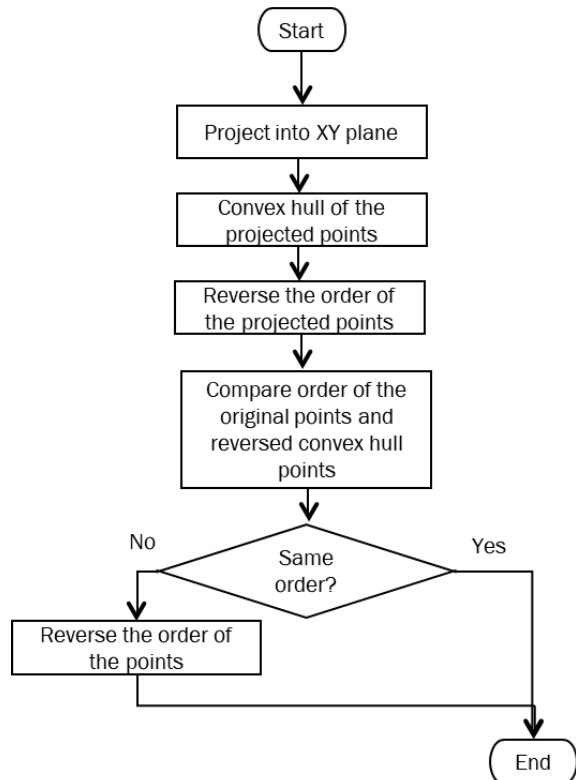 Start
Project into XY plane
Convex hull of the
projected points
Reverse the order of
the projected points
Compare order of the
original points and
reversed convex hull
points
No
Same
order?
Yes
Reverse the order of
the points
End